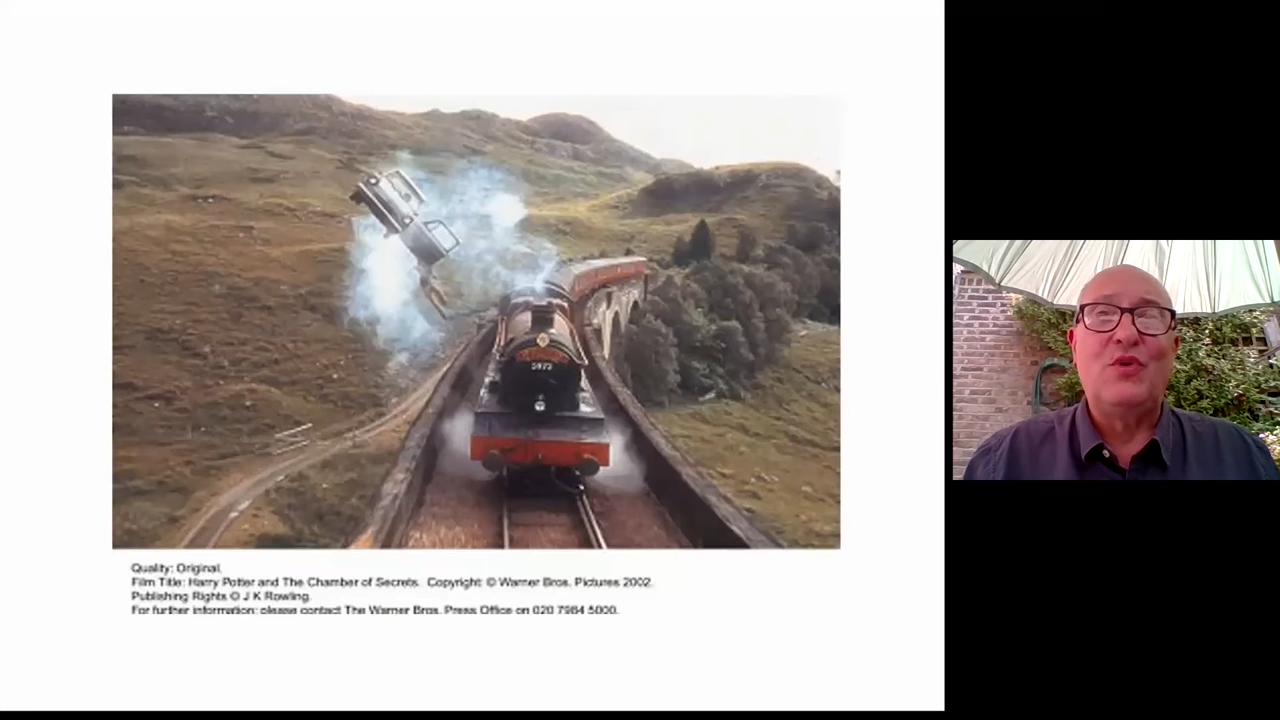 5972
Quality: Original.
Film Title: Harry Potter and The Chamber of Secrets. Copyright: © Warner Bros. Pictures 2002.
Publishing Rights © J K Rowling.
For further information: please contact The Warner Bros. Press Office on 020 7984 5000.